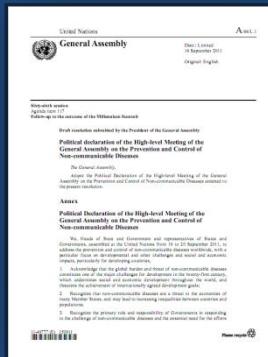 United Nations
A/66/L.1
General Assembly
Distr.: Limited
16 September 2011
Original: English
Sixty-sixth session
Agenda item 117
Follow-up to the outcome of the Millennium Summit
Draft resolution submitted by the President of the General Assembly
Political declaration of the High-level Meeting of the
General Assembly on the Prevention and Control of
Non-communicable Diseases
The General Assembly,
Adopts the Political Declaration of the High-level Meeting of the General
Assembly on the Prevention and Control of Non-communicable Diseases annexed to
the present resolution.
Annex
Political Declaration of the High-level Meeting of the
General Assembly on the Prevention and Control of
Non-communicable Diseases
We, Heads of State and Government and representatives of States and
Governments, assembled at the United Nations from 19 to 20 September 2011, to
address the prevention and control of non-communicable diseases worldwide, with a
particular focus on developmental and other challenges and social and economic
impacts, particularly for developing countries,
1. Acknowledge that the global burden and threat of non-communicable diseases
constitutes one of the major challenges for development in the twenty-first century,
which undermines social and economic development throughout the world, and
threatens the achievement of internationally agreed development goals;
2. Recognize that non-communicable diseases are a threat to the economies of
many Member States, and may lead to increasing inequalities between countries and
populations;
3. Recognize the primary role and responsibility of Governments in responding
to the challenge of non-communicable diseases and the essential need for the efforts
Please recycle